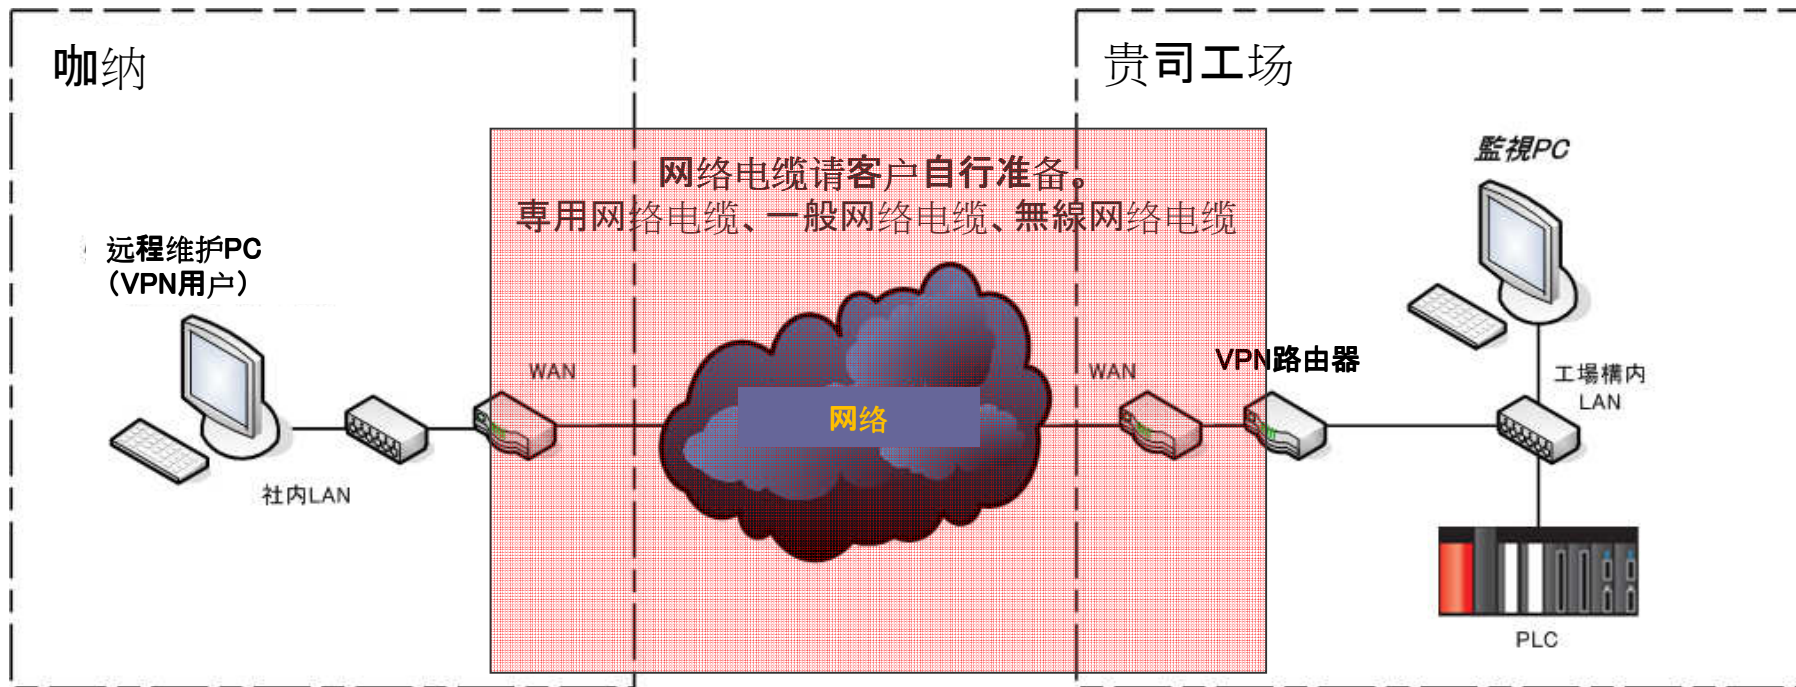 咖纳
贵司工场
网络电缆请客户自行准备。
専用网络电缆、一般网络电缆、無線网络电缆
監視PC
远程维护PC
（VPN用户）
WAN
WAN
VPN路由器
工場構内
LAN
网络
社内LAN
PLC